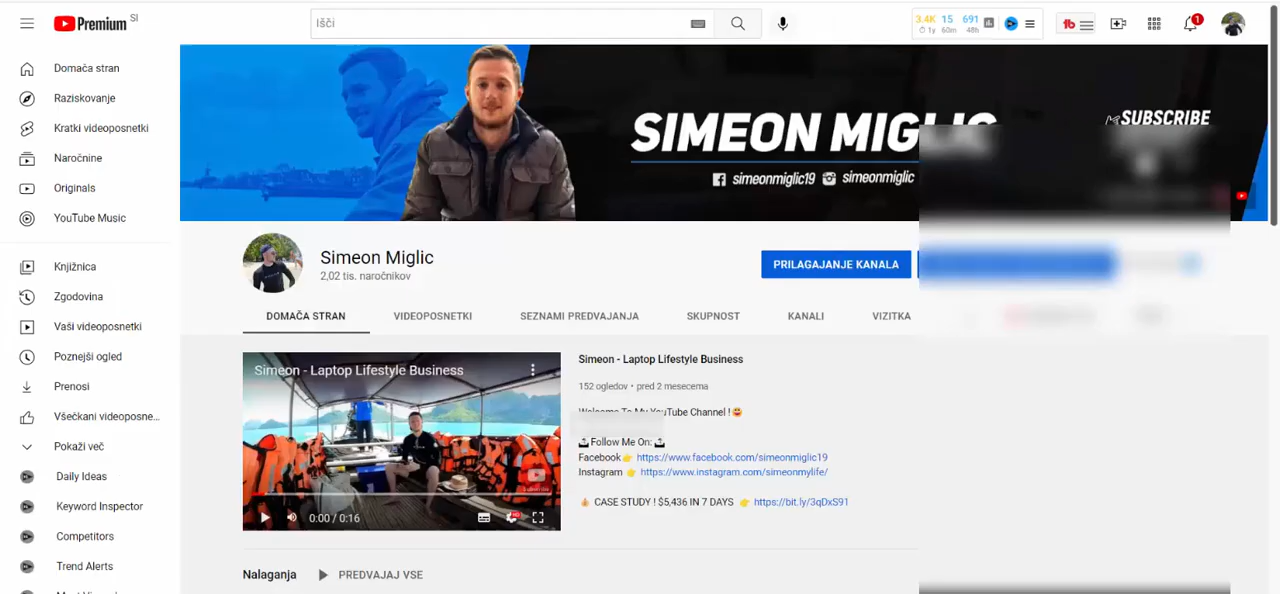 Premium SI
Išči
3.4K 15 691
1y 60m 48h
tb
1
Domača stran
Raziskovanje
Kratki videoposnetki
Naročnine
Originals
YouTube Music
Knjižnica
Zgodovina
Vaši videoposnetki
Poznejši ogled
Prenosi
Všečkani videoposne...
Pokaži več
Daily Ideas
Keyword Inspector
Competitors
Trend Alerts
SIMEON MIGLIC
simeonmiglic19 simeonmiglic
SUBSCRIBE
Simeon Miglic
2,02 tis. naročnikov
PRILAGAJANJE KANALA
DOMAČA STRAN VIDEOPOSNETKI SEZNAMI PREDVAJANJA SKUPNOST KANALI VIZITKA
Simeon - Laptop Lifestyle Business
0:00 / 0:16
HD
Simeon - Laptop Lifestyle Business
152 ogledov • pred 2 mesecema
Welcome To My YouTube Channel !
Follow Me On:
Facebook https://www.facebook.com/simeonmiglic19
Instagram https://www.instagram.com/simeonmylife/
CASE STUDY ! $5,436 IN 7 DAYS https://bit.ly/3qDxS91
Nalaganja PREDVAJAJ VSE